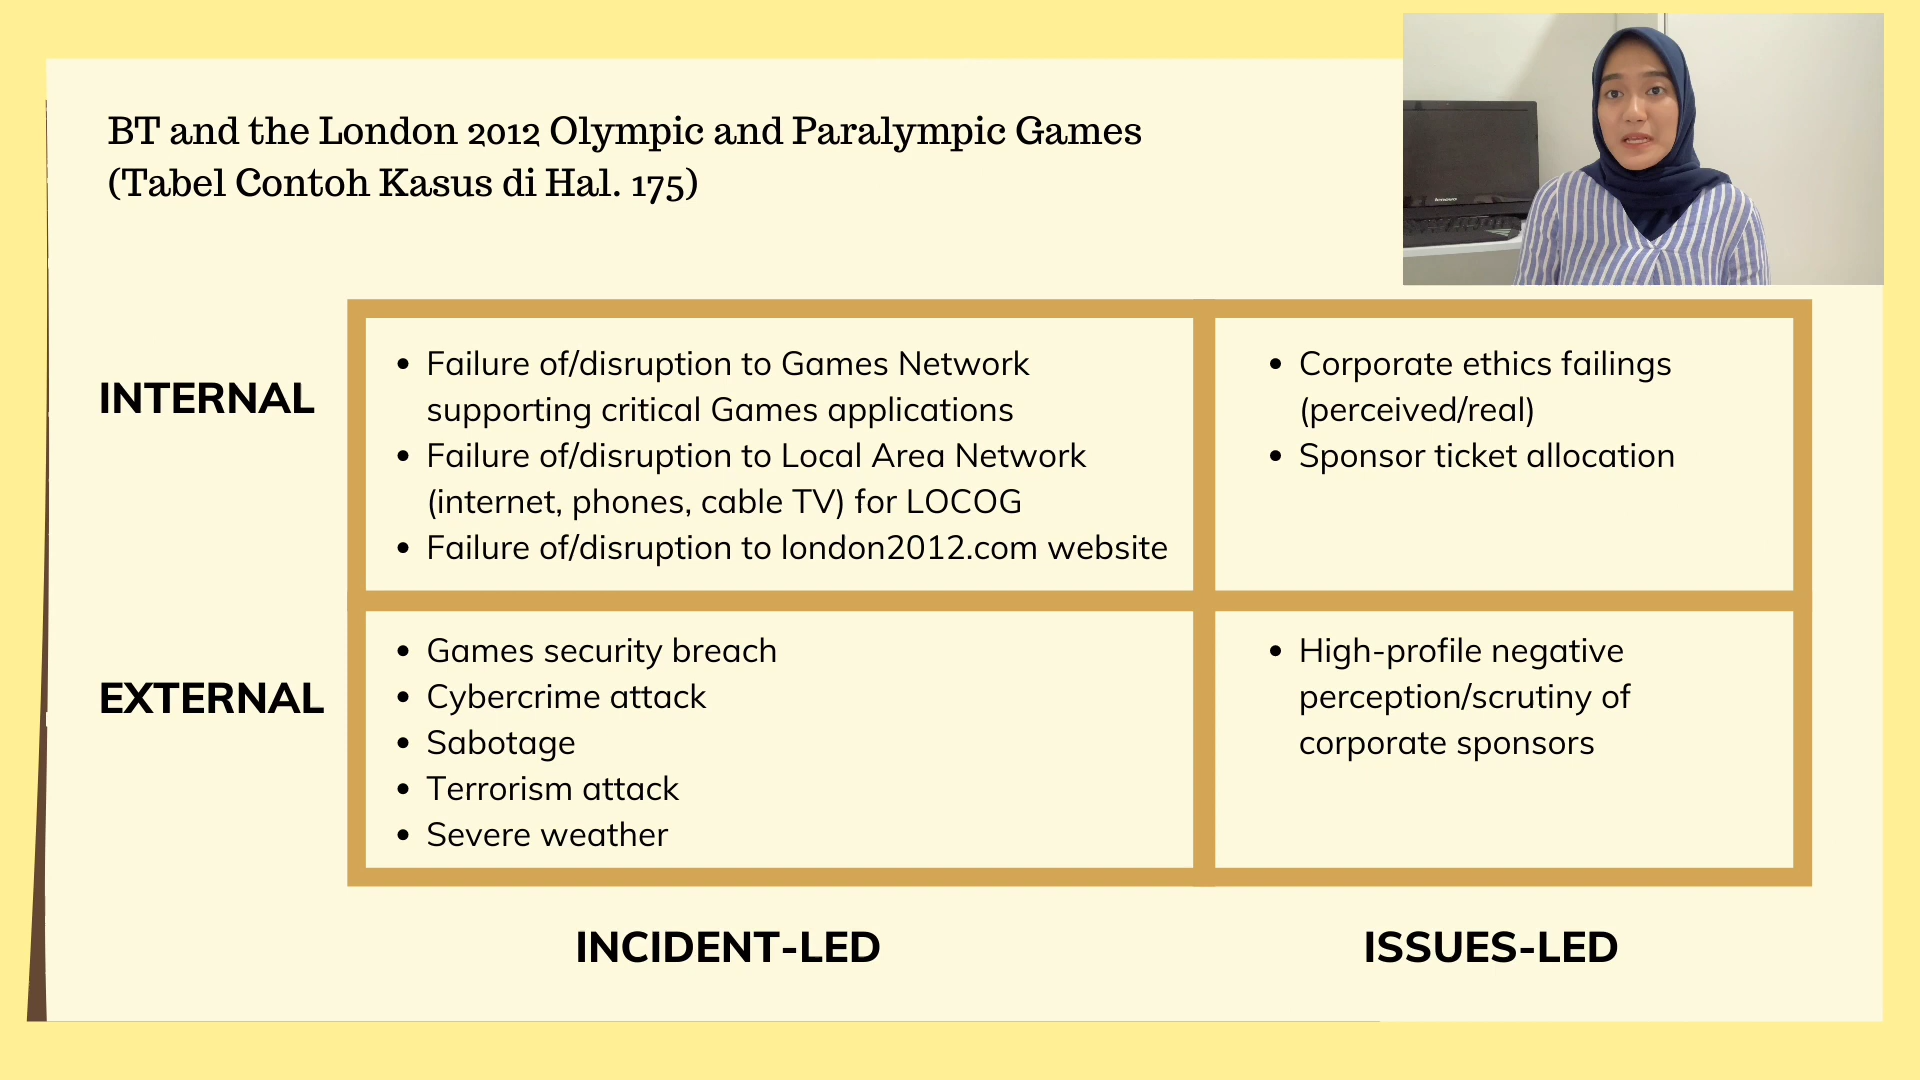 BT and the London 2012 Olympic and Paralympic Games
(Tabel Contoh Kasus di Hal. 175)
lenovo
INTERNAL
• Failure of/disruption to Games Network
supporting critical Games applications
• Failure of/disruption to Local Area Network
(internet, phones, cable TV) for LOCOG
• Failure of/disruption to london2012.com website
• Corporate ethics failings
(perceived/real)
• Sponsor ticket allocation
EXTERNAL
• Games security breach
• Cybercrime attack
• Sabotage
• Terrorism attack
• Severe weather
• High-profile negative
perception/scrutiny of
corporate sponsors
INCIDENT-LED
ISSUES-LED